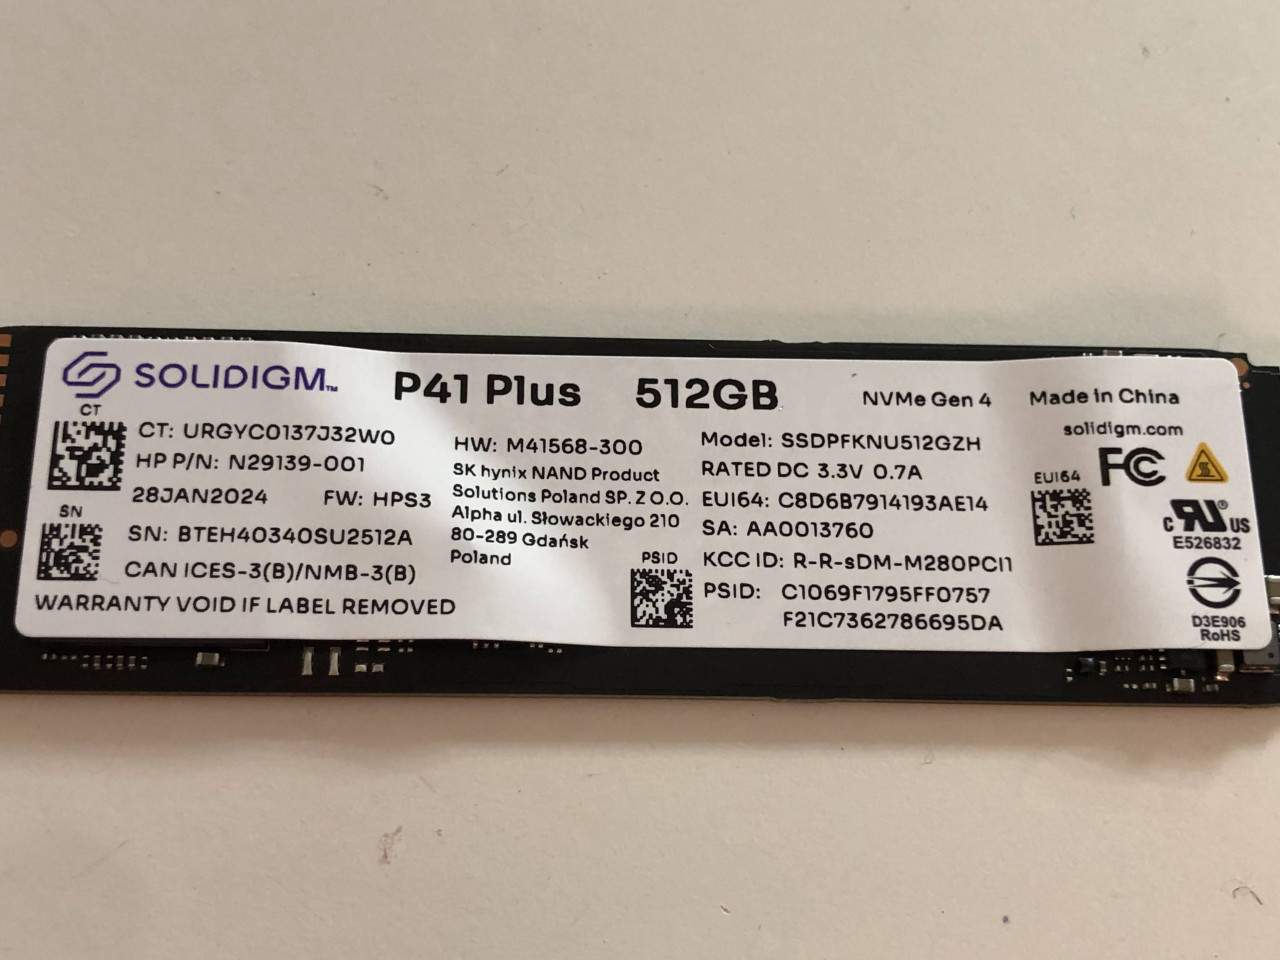 SOLIDIGM™
P41 Plus 512GB
NVMe Gen 4
Made in China
solidigm.com
CT
CT: URGYC0137J32W0
HP P/N: N29139-001
28JAN2024 FW: HPS3
SN
SN: BTEH40340SU2512A
CAN ICES-3(B)/NMB-3(B)
WARRANTY VOID IF LABEL REMOVED
HW: M41568-300
SK hynix NAND Product
Solutions Poland SP. Z O.O.
Alpha ul. Słowackiego 210
80-289 Gdańsk
Poland
PSID
Model: SSDPFKNU512GZH
RATED DC 3.3V 0.7A
EUI64: C8D6B7914193AE14
SA: AA0013760
KCC ID: R-R-sDM-M280PCI1
PSID: C1069F1795FF0757
F21C7362786695DA
EUI64
FC
C RU® US
E526832
D3E906
RoHS